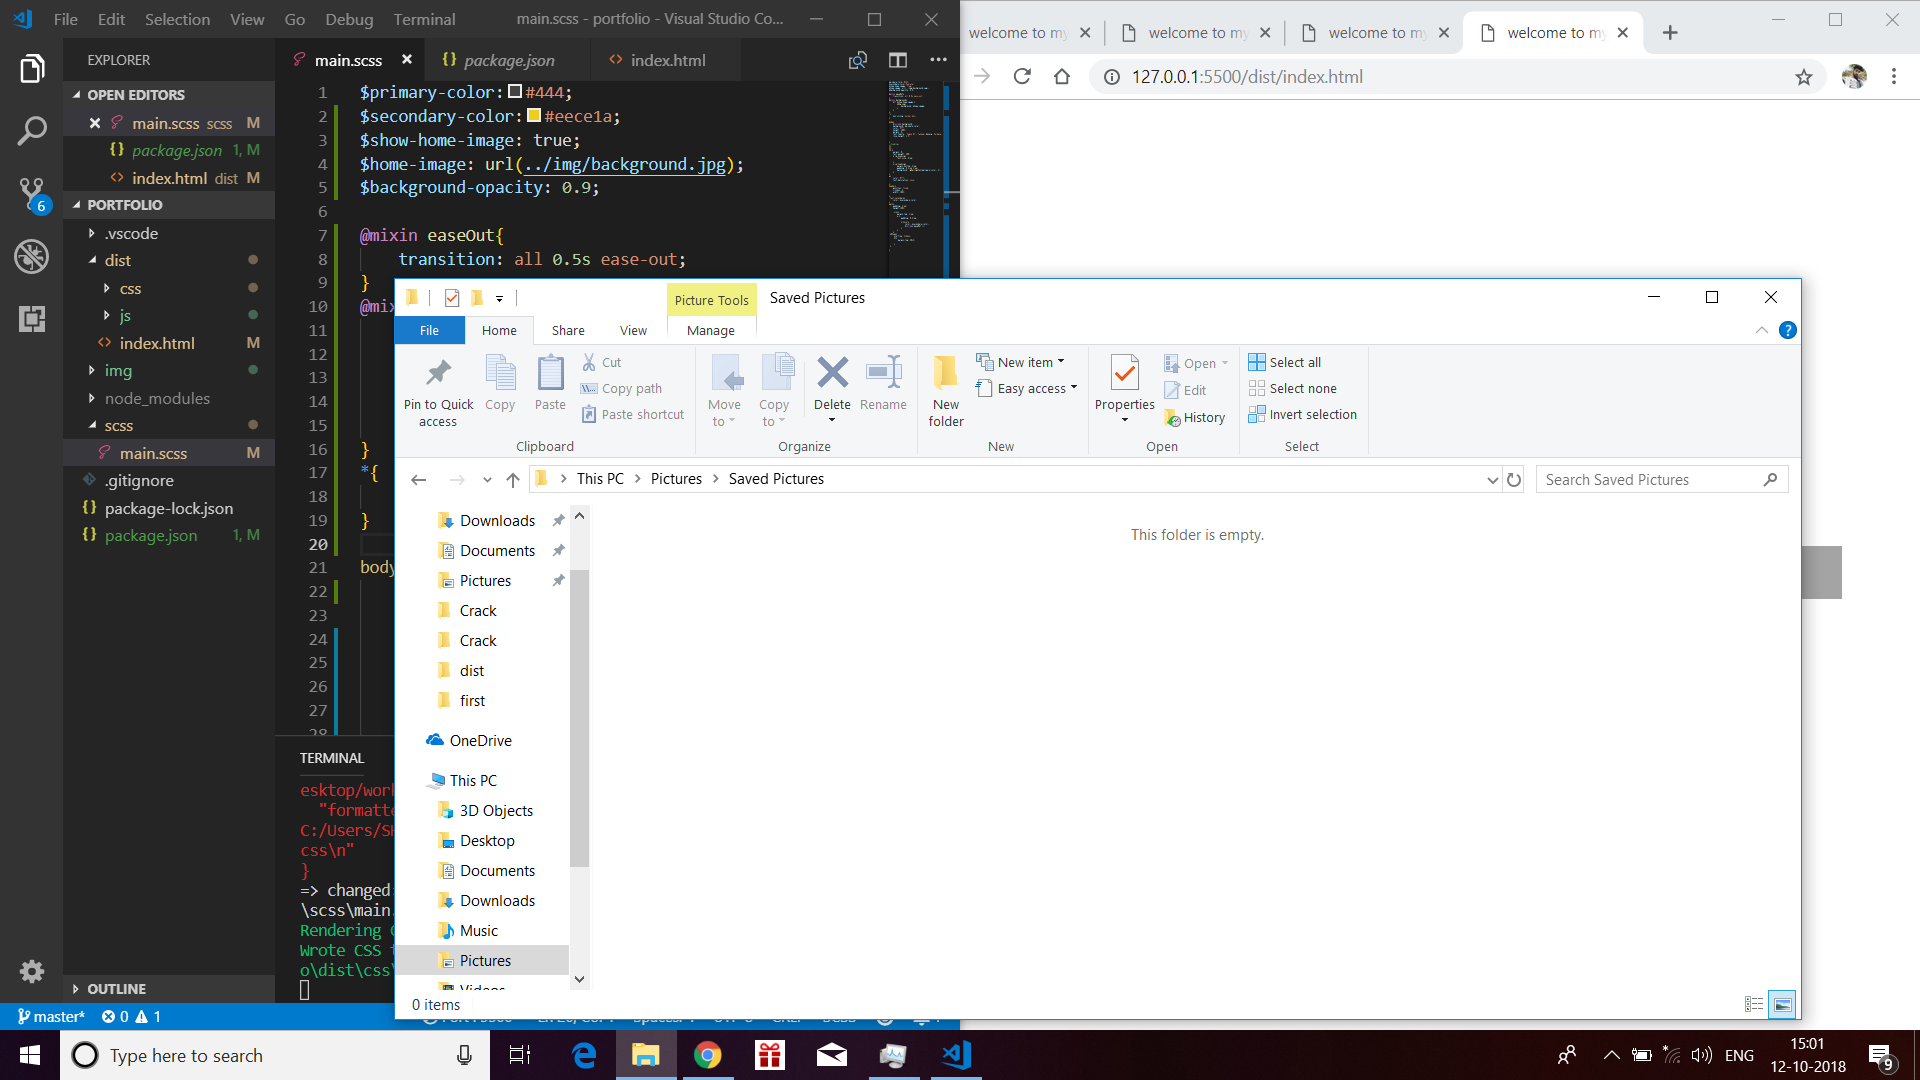 File Edit Selection View Go Debug Terminal main.scss - portfolio - Visual Studio Co...
EXPLORER
OPEN EDITORS
main.scss scss M
package.json 1, M
index.html dist M
PORTFOLIO
.vscode
dist
css
js
index.html M
img
node_modules
scss
main.scss M
.gitignore
package-lock.json
package.json 1, M
OUTLINE
master* 0 1
main.scss package.json index.html
1 $primary-color: #444;
2 $secondary-color: #eece1a;
3 $show-home-image: true;
4 $home-image: url(../img/background.jpg);
5 $background-opacity: 0.9;
6
7 @mixin easeOut{
8 transition: all 0.5s ease-out;
9 }
10 @mix
11
12
13
14
15
16 }
17 *{
18
19 }
20
21 body
22
23
24
25
26
27
28
TERMINAL
esktop/wor
"formatte
C:/Users/S
css\n"
}
=> changed:
\scss\main.
Rendering
Wrote CSS
o\dist\css\
welcome to my welcome to my welcome to my welcome to my
127.0.0.1:5500/dist/index.html
Picture Tools Saved Pictures
File Home Share View Manage
Pin to Quick access
Copy
Paste
Cut
Copy path
Paste shortcut
Clipboard
Move to
Copy to
Delete
Rename
Organize
New folder
New item
Easy access
New
Properties
Open
Edit
History
Open
Select all
Select none
Invert selection
Select
This PC Pictures Saved Pictures
Search Saved Pictures
Downloads
Documents
Pictures
Crack
Crack
dist
first
OneDrive
This PC
3D Objects
Desktop
Documents
Downloads
Music
Pictures
Videos
This folder is empty.
0 items
Type here to search
ENG
15:01
12-10-2018
9
6